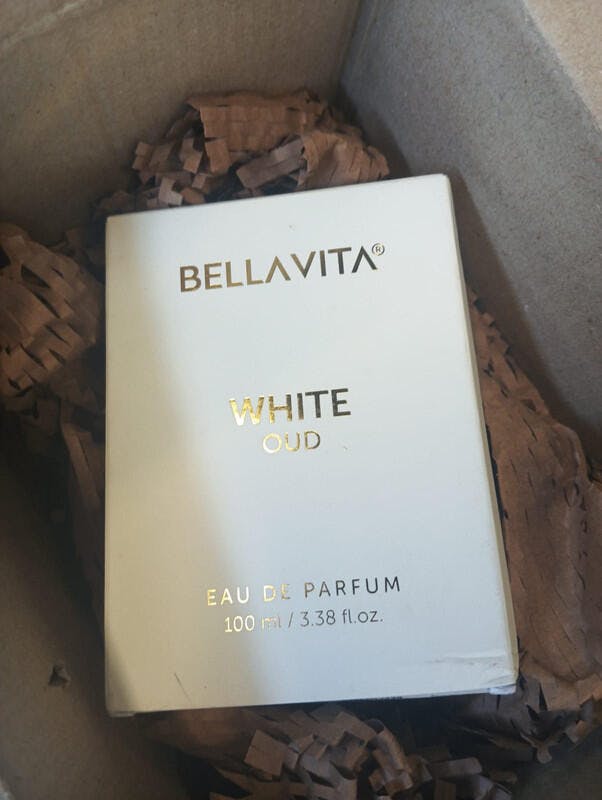 BELLAVITA®
WHITE
OUD
EAU DE PARFUM
100 ml / 3.38 fl.oz.